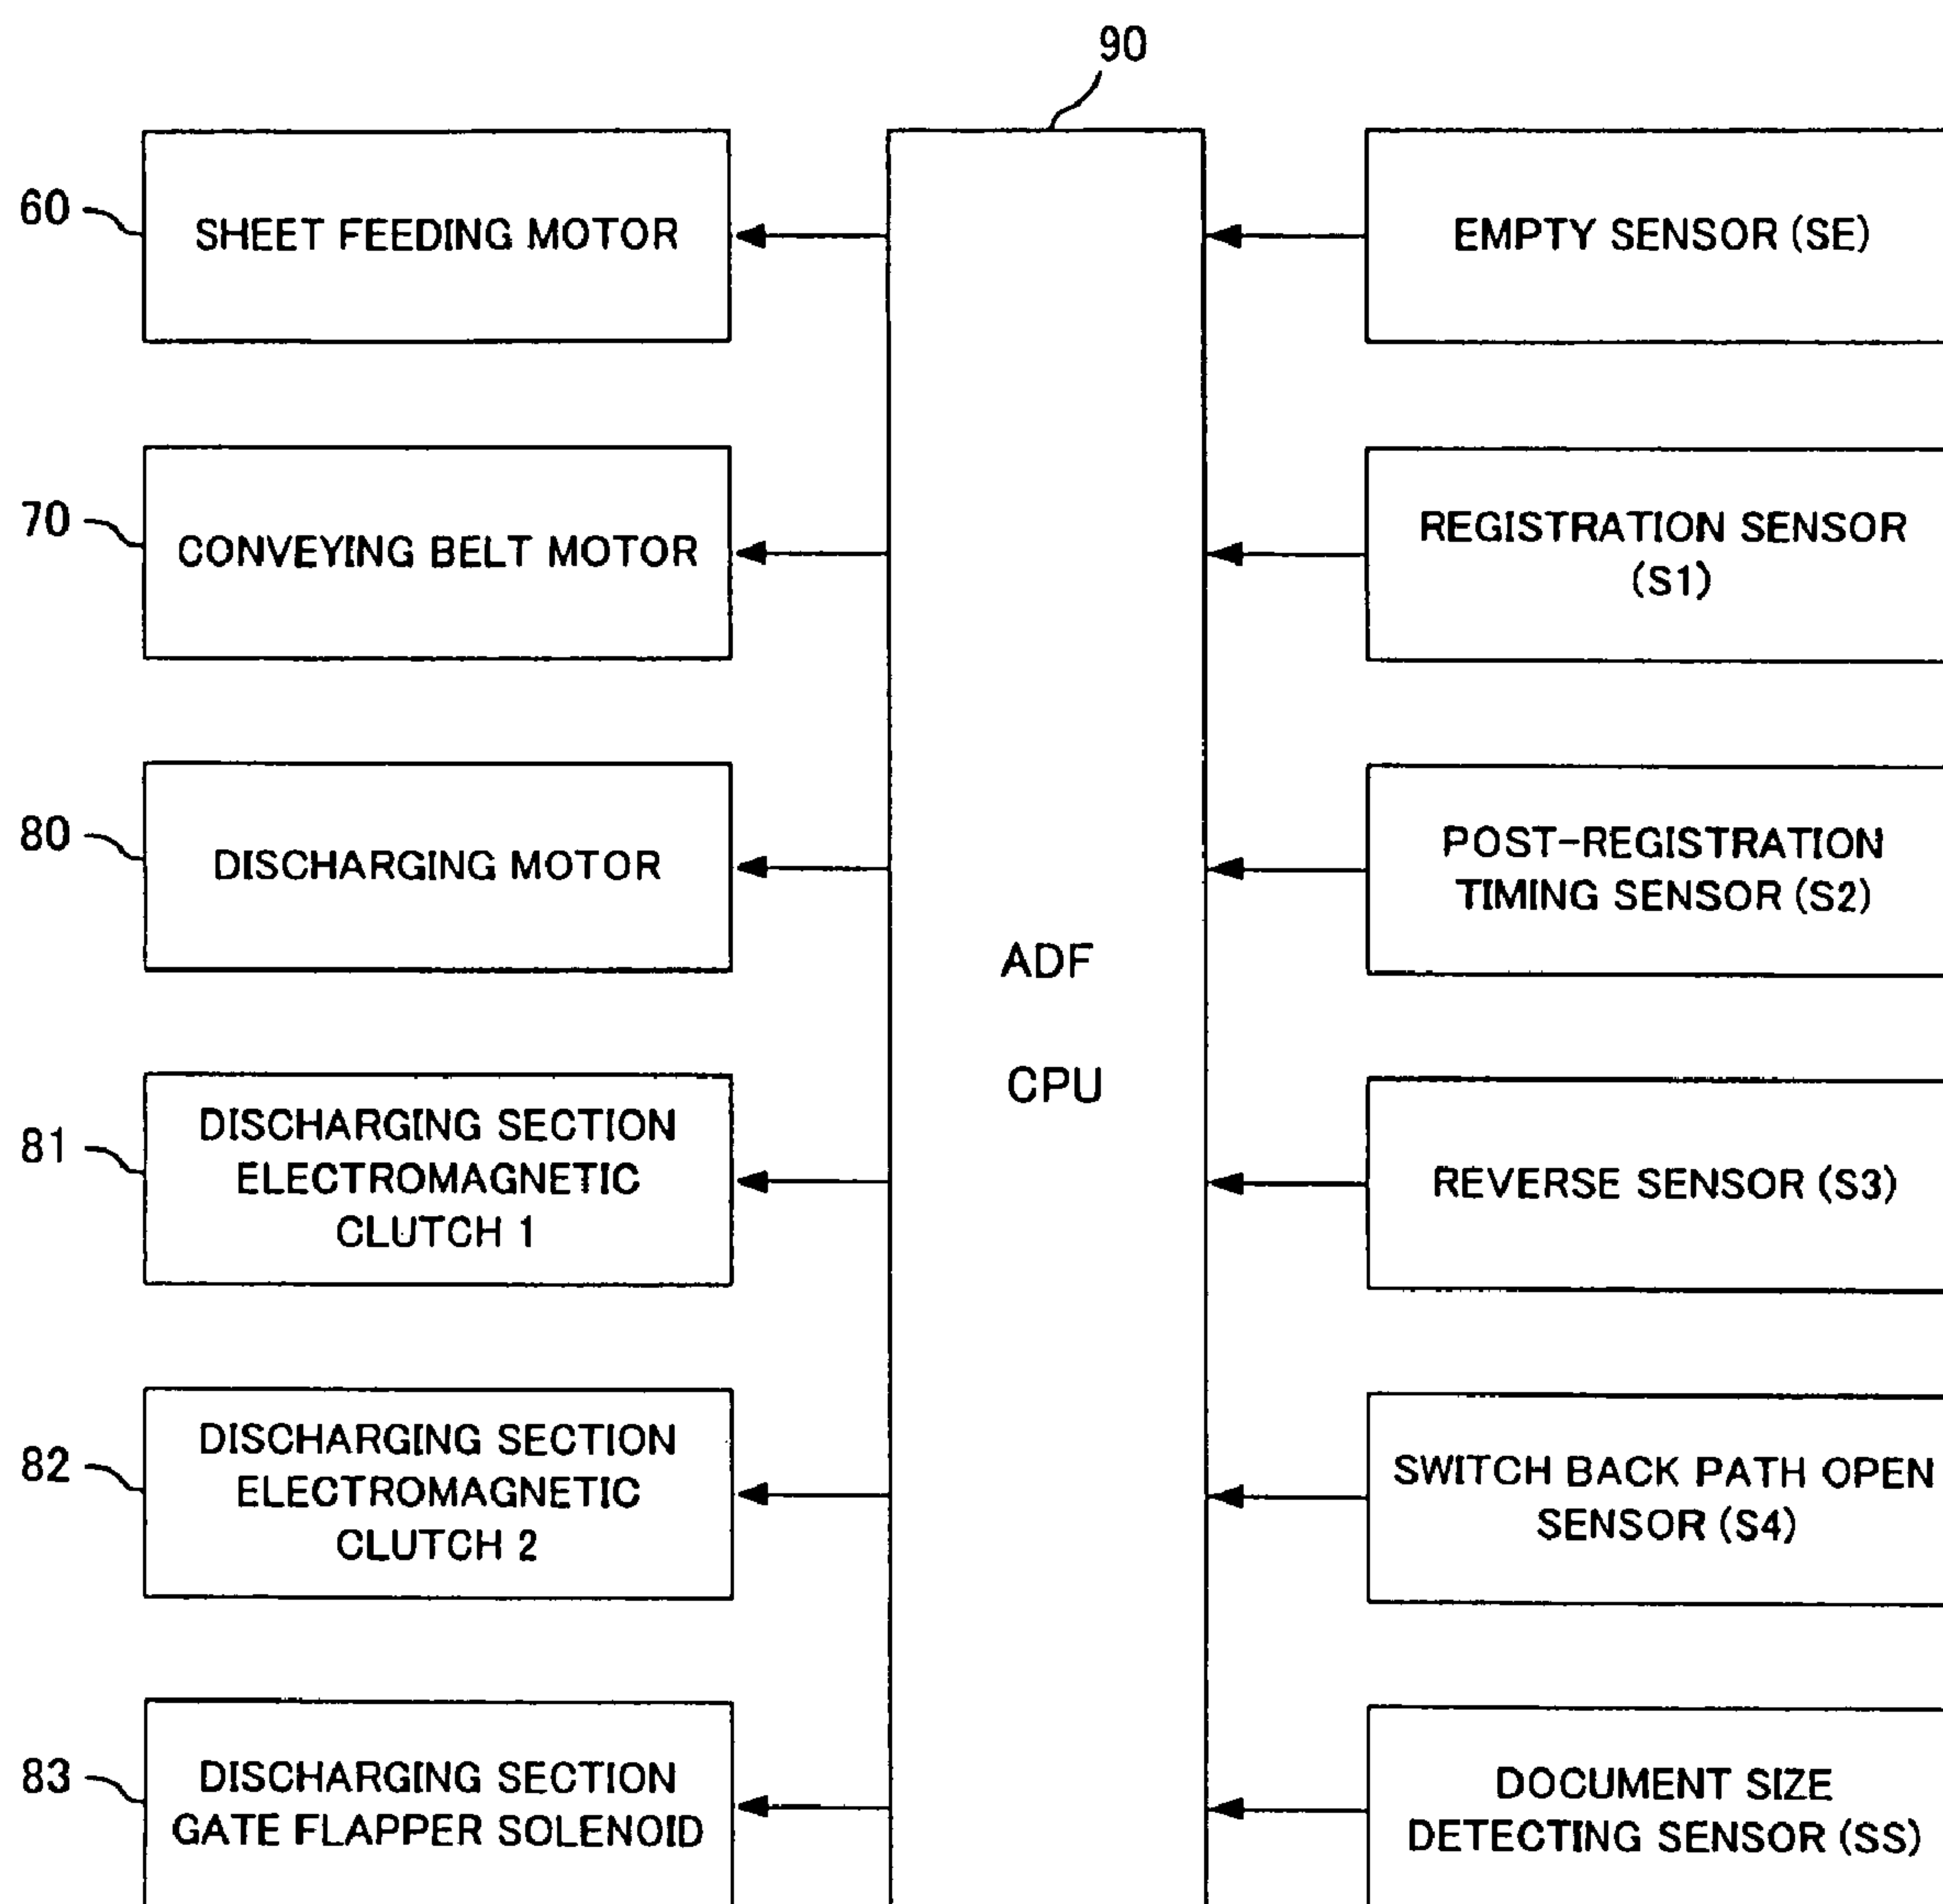 90
60
SHEET FEEDING MOTOR
EMPTY SENSOR (SE)
70
CONVEYING BELT MOTOR
REGISTRATION SENSOR
(S1)
80
DISCHARGING MOTOR
POST-REGISTRATION
TIMING SENSOR (S2)
ADF
CPU
81
DISCHARGING SECTION
ELECTROMAGNETIC
CLUTCH 1
REVERSE SENSOR (S3)
82
DISCHARGING SECTION
ELECTROMAGNETIC
CLUTCH 2
SWITCH BACK PATH OPEN
SENSOR (S4)
83
DISCHARGING SECTION
GATE FLAPPER SOLENOID
DOCUMENT SIZE
DETECTING SENSOR (SS)